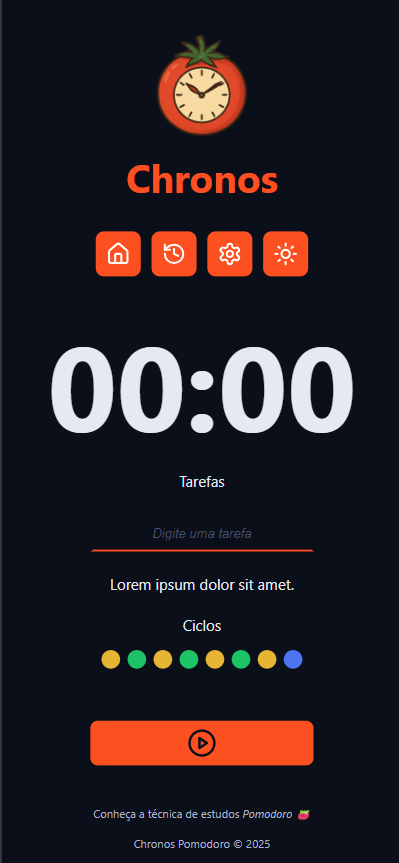 Chronos
00:00
Tarefas
Digite uma tarefa
Lorem ipsum dolor sit amet.
Ciclos
Conheça a técnica de estudos Pomodoro 🍅
Chronos Pomodoro © 2025